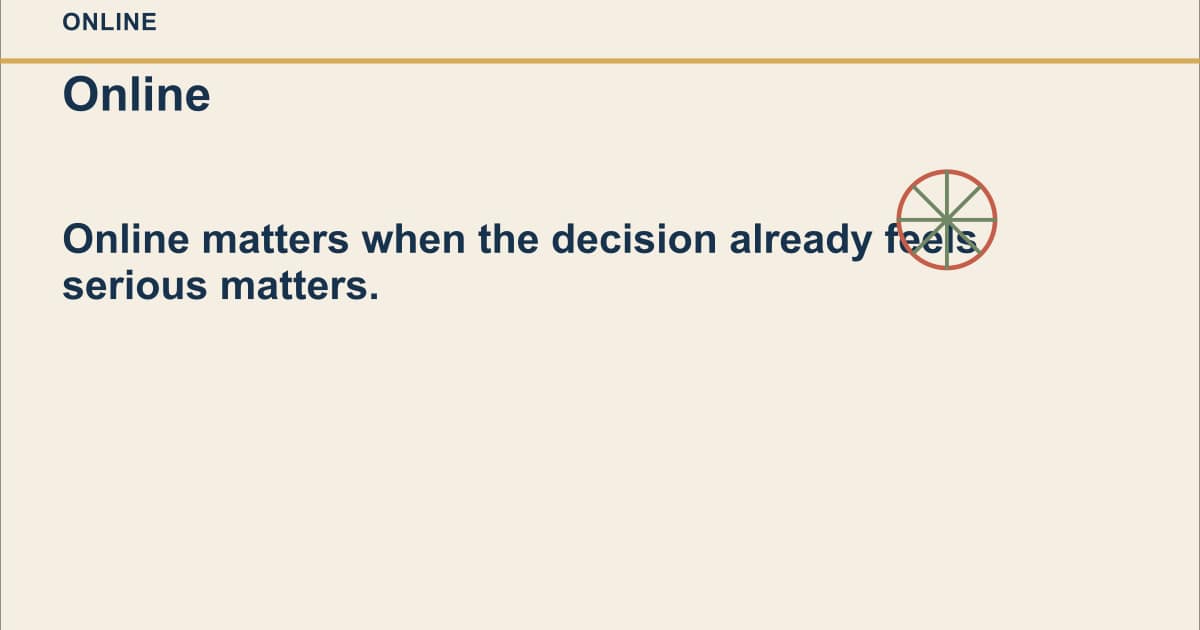 ONLINE
Online
Online matters when the decision already feels
serious matters.